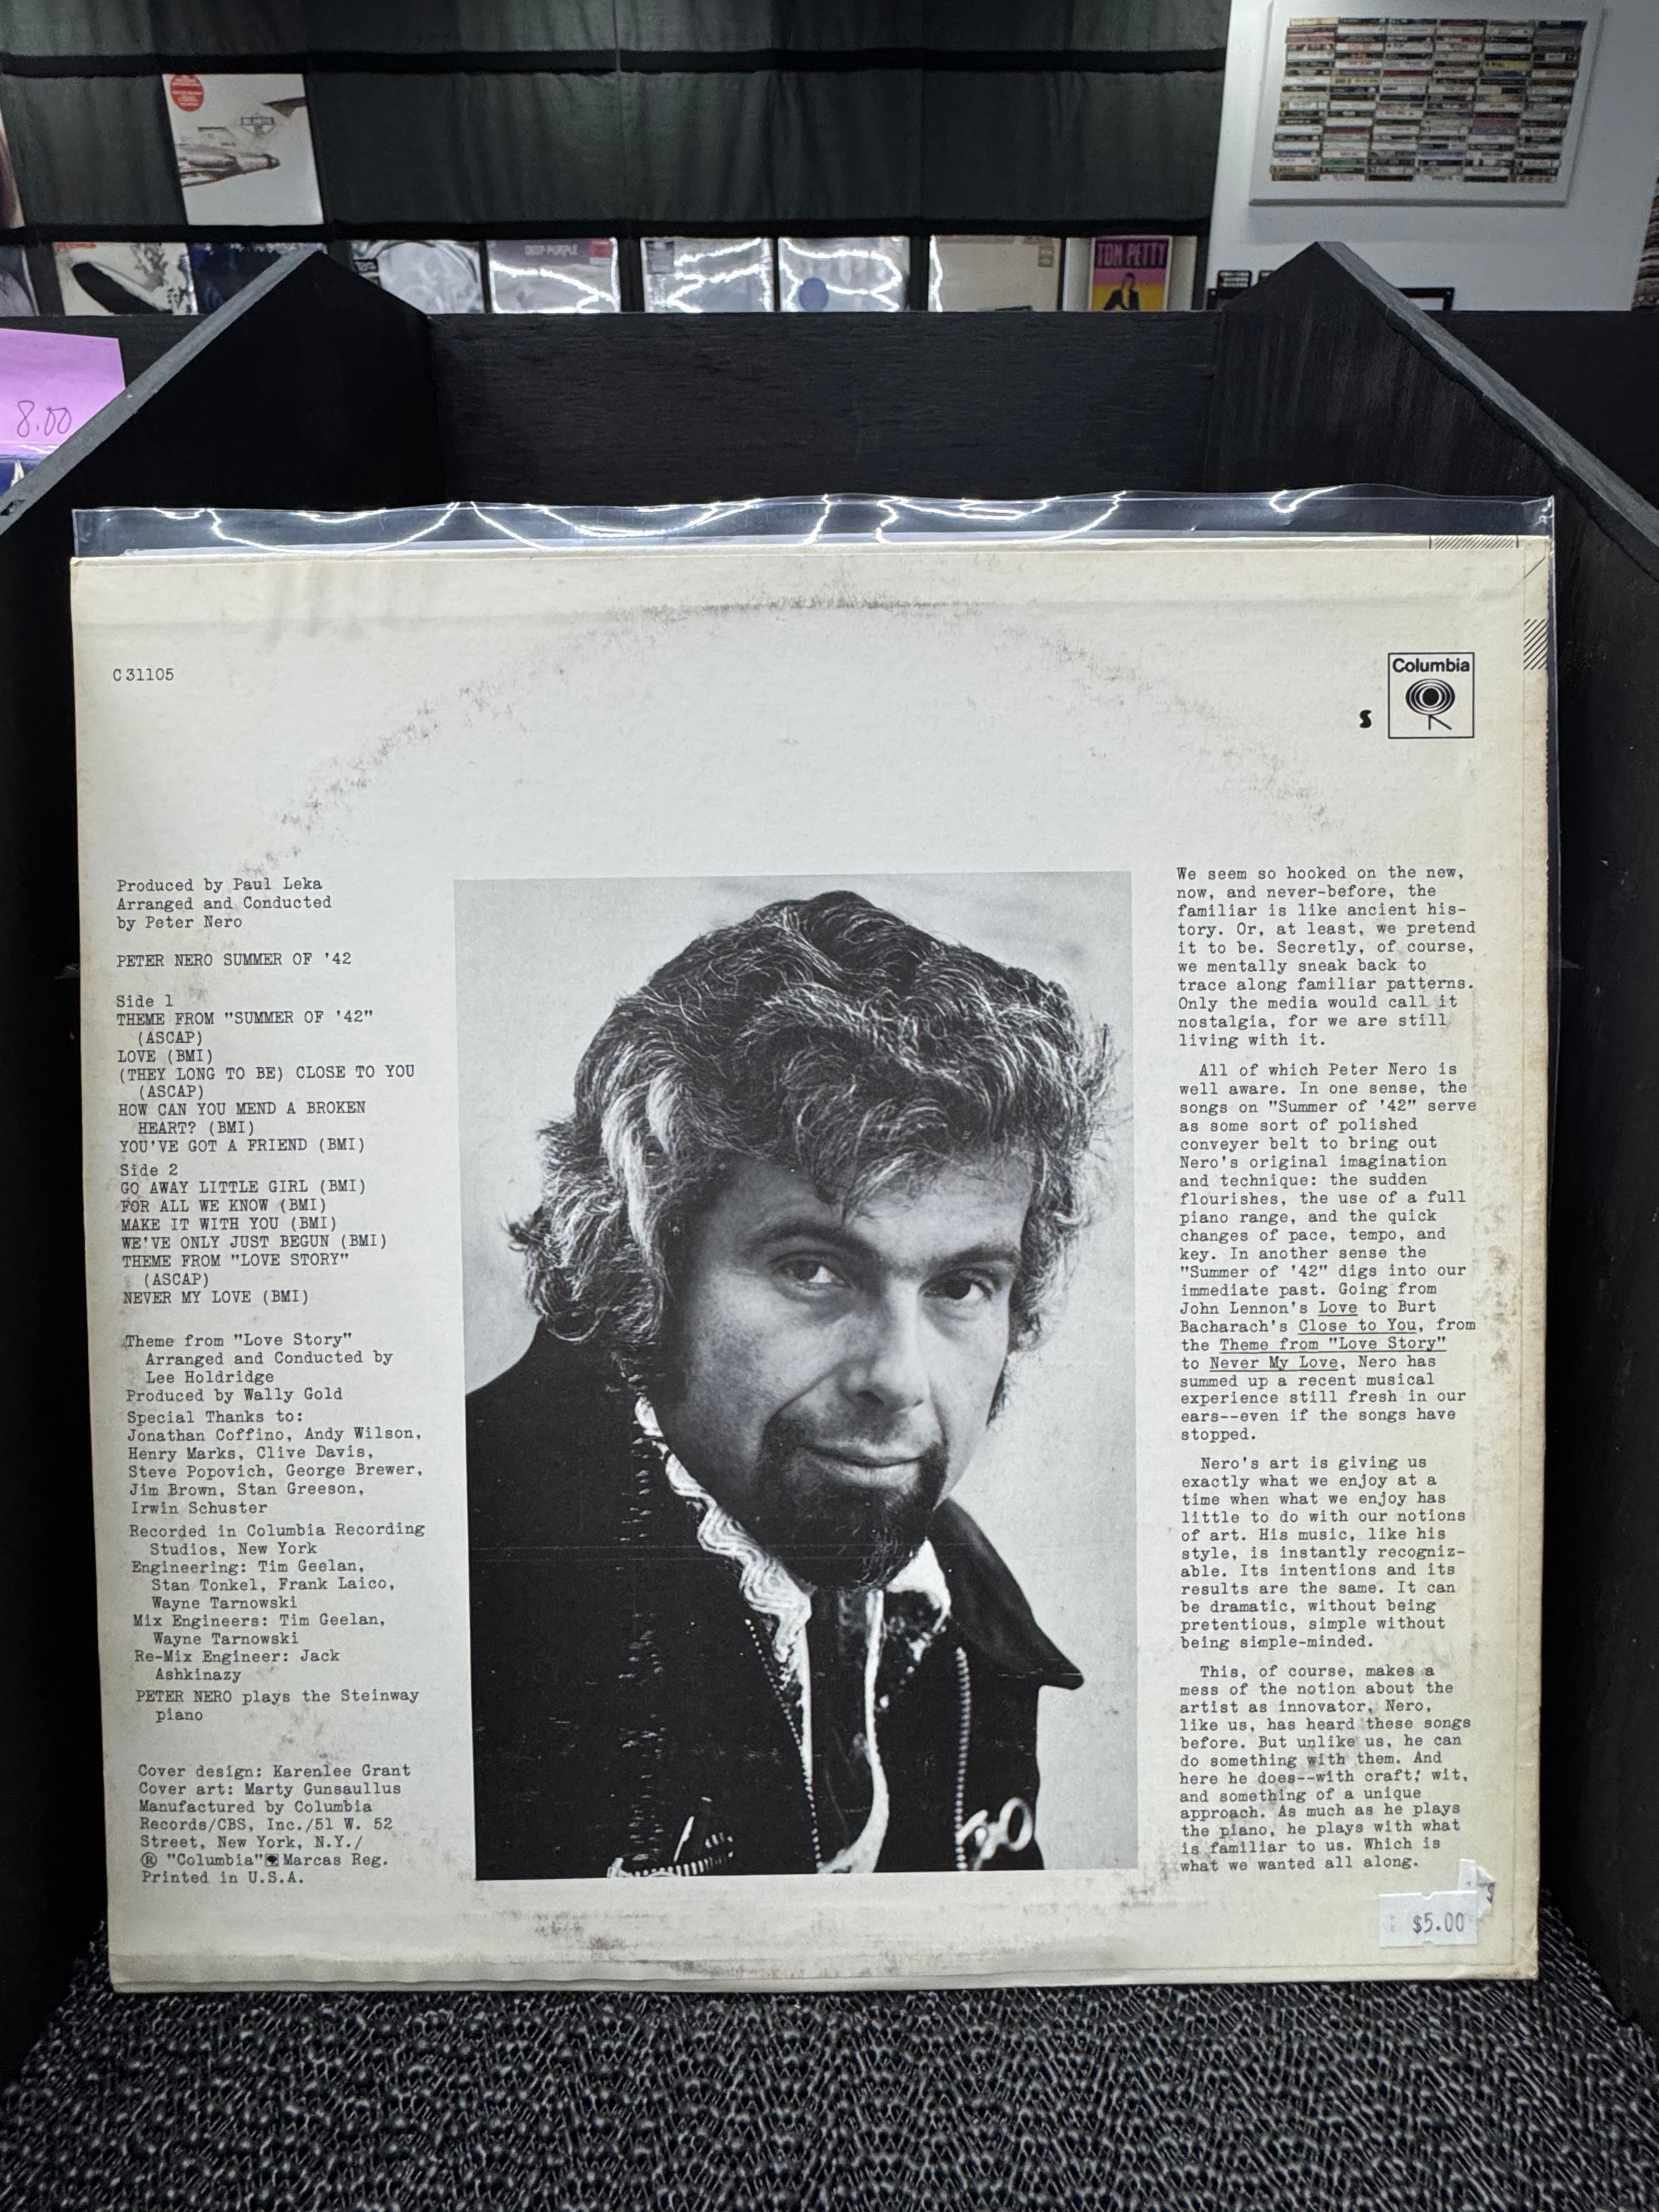 DEEP PURPLE
TOM PETTY
8.00
C 31105
Columbia
S
Produced by Paul Leka
Arranged and Conducted
by Peter Nero
PETER NERO SUMMER OF '42
Side 1
THEME FROM "SUMMER OF '42"
(ASCAP)
LOVE (BMI)
(THEY LONG TO BE) CLOSE TO YOU
(ASCAP)
HOW CAN YOU MEND A BROKEN
HEART? (BMI)
YOU'VE GOT A FRIEND (BMI)
Side 2
GO AWAY LITTLE GIRL (BMI)
FOR ALL WE KNOW (BMI)
MAKE IT WITH YOU (BMI)
WE'VE ONLY JUST BEGUN (BMI)
THEME FROM "LOVE STORY"
(ASCAP)
NEVER MY LOVE (BMI)
Theme from "Love Story"
Arranged and Conducted by
Lee Holdridge
Produced by Wally Gold
Special Thanks to:
Jonathan Coffino, Andy Wilson,
Henry Marks, Clive Davis,
Steve Popovich, George Brewer,
Jim Brown, Stan Greeson,
Irwin Schuster
Recorded in Columbia Recording
Studios, New York
Engineering: Tim Geelan,
Stan Tonkel, Frank Laico,
Wayne Tarnowski
Mix Engineers: Tim Geelan,
Wayne Tarnowski
Re-Mix Engineer: Jack
Ashkinazy
PETER NERO plays the Steinway
piano
Cover design: Karenlee Grant
Cover art: Marty Gunsaullus
Manufactured by Columbia
Records/CBS, Inc./51 W. 52
Street, New York, N.Y./
® "Columbia" Marcas Reg.
Printed in U.S.A.
We seem so hooked on the new,
now, and never-before, the
familiar is like ancient his-
tory. Or, at least, we pretend
it to be. Secretly, of course,
we mentally sneak back to
trace along familiar patterns.
Only the media would call it
nostalgia, for we are still
living with it.
All of which Peter Nero is
well aware. In one sense, the
songs on "Summer of '42" serve
as some sort of polished
conveyer belt to bring out
Nero's original imagination
and technique: the sudden
flourishes, the use of a full
piano range, and the quick
changes of pace, tempo, and
key. In another sense the
"Summer of '42" digs into our
immediate past. Going from
John Lennon's Love to Burt
Bacharach's Close to You, from
the Theme from "Love Story"
to Never My Love, Nero has
summed up a recent musical
experience still fresh in our
ears--even if the songs have
stopped.
Nero's art is giving us
exactly what we enjoy at a
time when what we enjoy has
little to do with our notions
of art. His music, like his
style, is instantly recogniz-
able. Its intentions and its
results are the same. It can
be dramatic, without being
pretentious, simple without
being simple-minded.
This, of course, makes a
mess of the notion about the
artist as innovator, Nero,
like us, has heard these songs
before. But unlike us, he can
do something with them. And
here he does--with craft, wit,
and something of a unique
approach. As much as he plays
the piano, he plays with what
is familiar to us. Which is
what we wanted all along.
$5.00